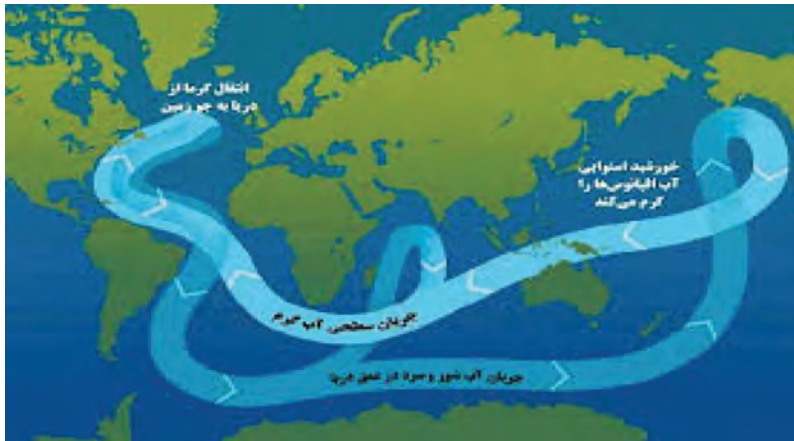 انتقال گرما از
دریا به جو زمین
خورشید استوایی
آب اقیانوس‌ها را
گرم می‌کند
جریان سطحی آب گرم
جریان آب شور و سرد در عمق دریا